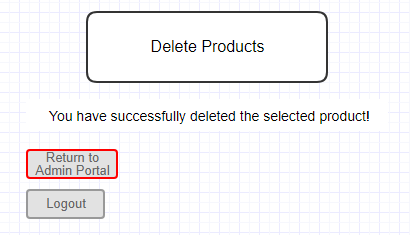 Delete Products
You have successfully deleted the selected product!
Return to
Admin Portal
Logout